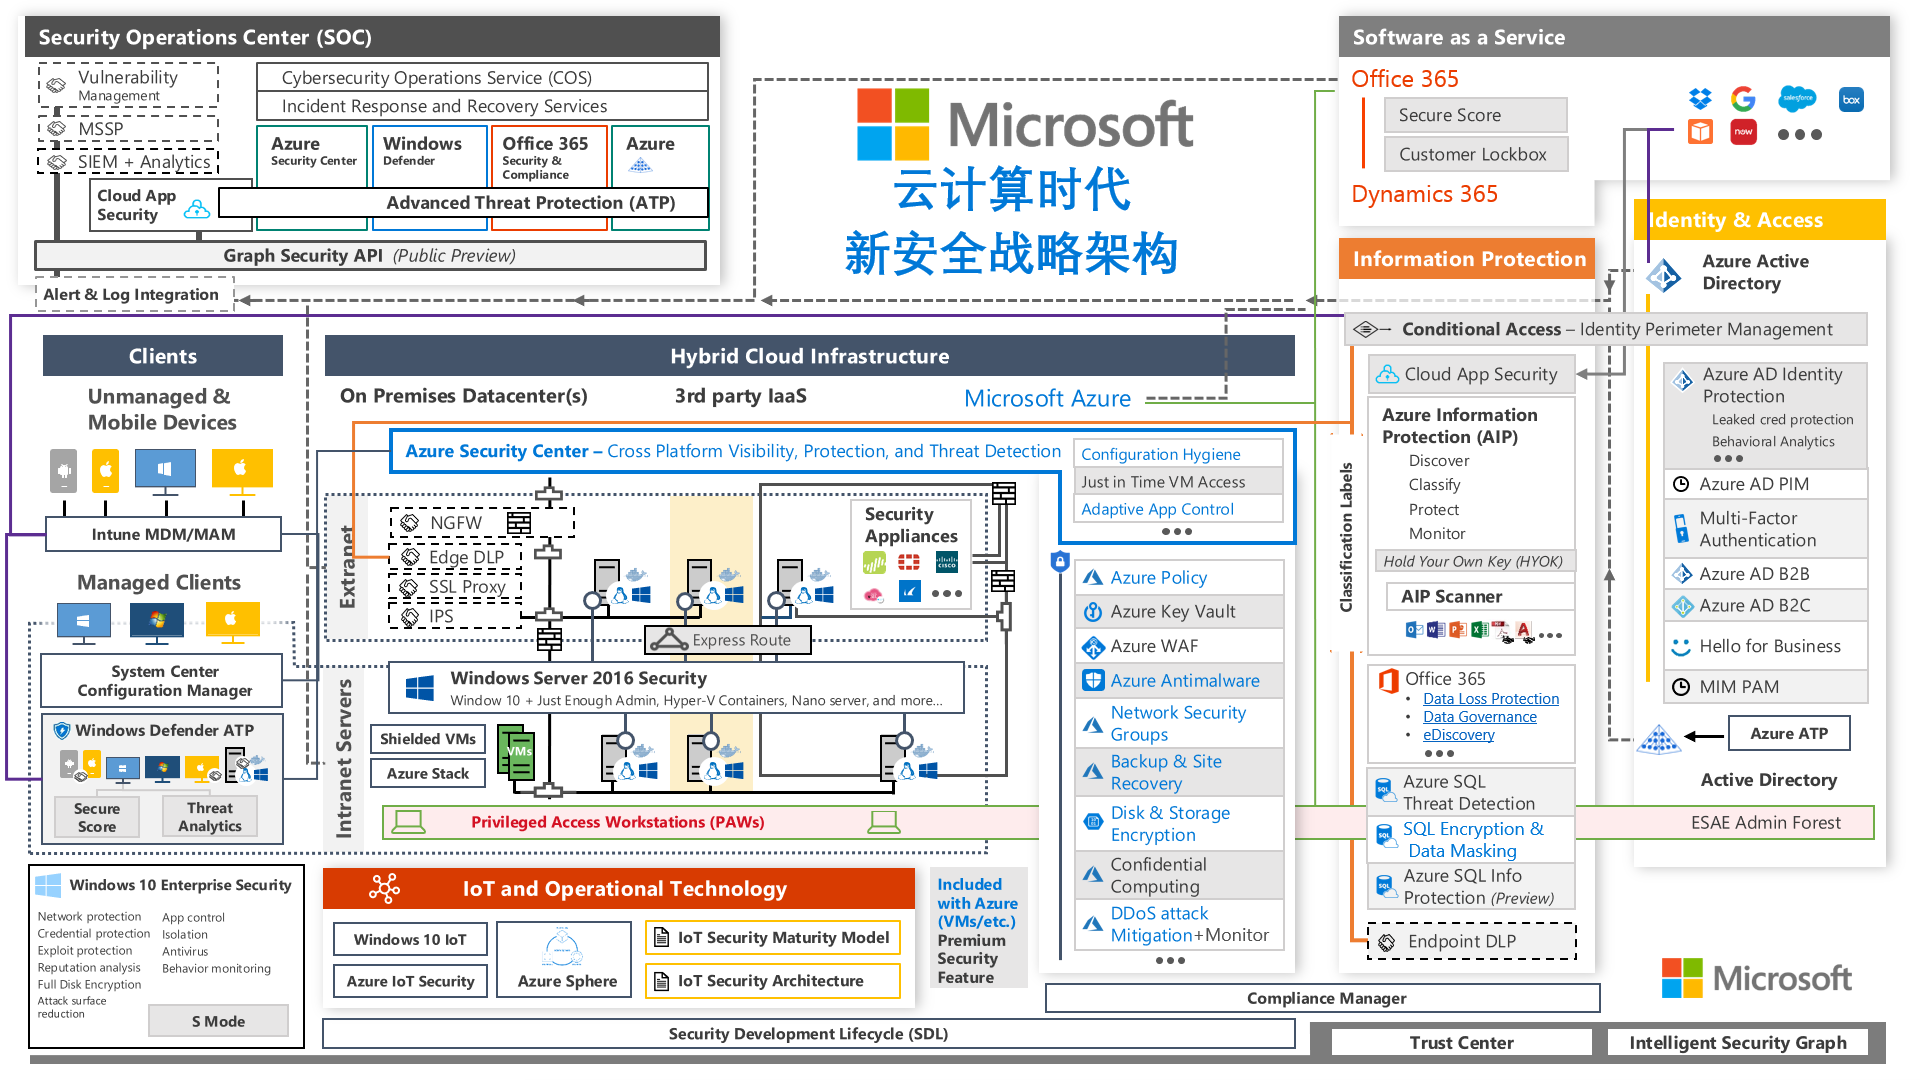 Security Operations Center (SOC)
Vulnerability
Management
MSSP
SIEM + Analytics
Cybersecurity Operations Service (COS)
Incident Response and Recovery Services
Azure
Security Center
Windows
Defender
Office 365
Security &
Compliance
Azure
Cloud App
Security
Advanced Threat Protection (ATP)
Graph Security API (Public Preview)
Alert & Log Integration
Microsoft
云计算时代
新安全战略架构
Software as a Service
Office 365
Secure Score
Customer Lockbox
Dynamics 365
salesforce
box
now
Identity & Access
Azure Active
Directory
Information Protection
Conditional Access – Identity Perimeter Management
Clients
Unmanaged &
Mobile Devices
Intune MDM/MAM
Managed Clients
System Center
Configuration Manager
Windows Defender ATP
Secure
Score
Threat
Analytics
Hybrid Cloud Infrastructure
On Premises Datacenter(s)
3rd party IaaS
Microsoft Azure
Azure Security Center – Cross Platform Visibility, Protection, and Threat Detection
Configuration Hygiene
Just in Time VM Access
Adaptive App Control
Extranet
NGFW
Edge DLP
SSL Proxy
IPS
Security
Appliances
CISCO
Express Route
Intranet Servers
Windows Server 2016 Security
Window 10 + Just Enough Admin, Hyper-V Containers, Nano server, and more...
Shielded VMs
Azure Stack
VMs
Privileged Access Workstations (PAWs)
Azure Policy
Azure Key Vault
Azure WAF
Azure Antimalware
Network Security
Groups
Backup & Site
Recovery
Disk & Storage
Encryption
Confidential
Computing
DDoS attack
Mitigation+Monitor
Classification Labels
Cloud App Security
Azure Information
Protection (AIP)
Discover
Classify
Protect
Monitor
Hold Your Own Key (HYOK)
AIP Scanner
Office 365
• Data Loss Protection
• Data Governance
• eDiscovery
SQL
Azure SQL
Threat Detection
SQL
SQL Encryption &
Data Masking
SQL
Azure SQL Info
Protection (Preview)
Endpoint DLP
Azure AD Identity
Protection
Leaked cred protection
Behavioral Analytics
Azure AD PIM
Multi-Factor
Authentication
Azure AD B2B
Azure AD B2C
Hello for Business
MIM PAM
Azure ATP
Active Directory
ESAE Admin Forest
Windows 10 Enterprise Security
Network protection
Credential protection
Exploit protection
Reputation analysis
Full Disk Encryption
Attack surface
reduction
App control
Isolation
Antivirus
Behavior monitoring
S Mode
IoT and Operational Technology
Windows 10 IoT
Azure IoT Security
Azure Sphere
IoT Security Maturity Model
IoT Security Architecture
Included
with Azure
(VMs/etc.)
Premium
Security
Feature
Compliance Manager
Security Development Lifecycle (SDL)
Microsoft
Trust Center
Intelligent Security Graph